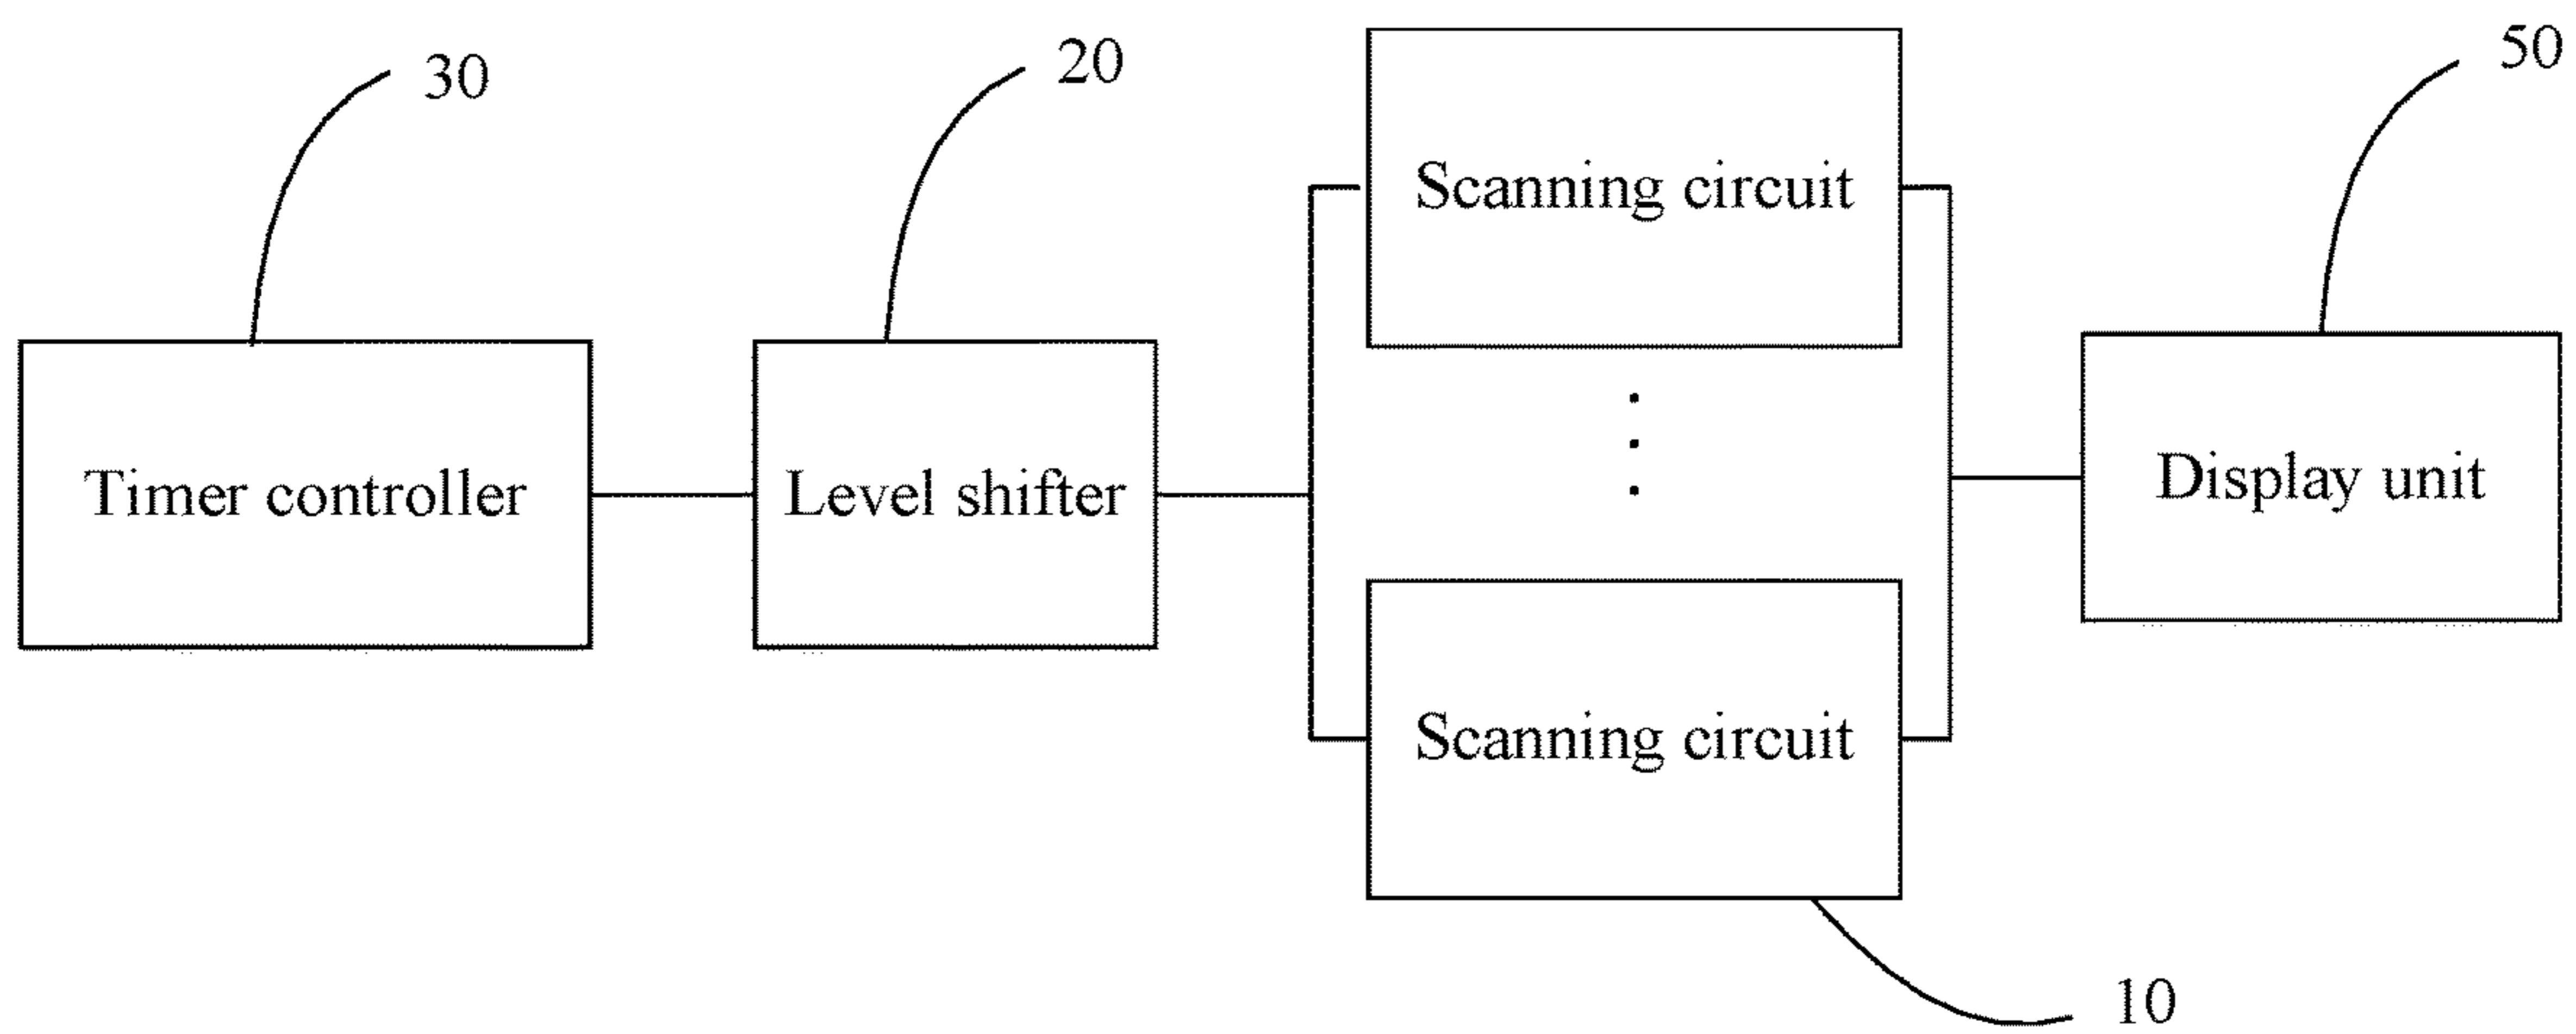 30
20
50
Scanning circuit
Timer controller
Level shifter
Display unit
Scanning circuit
10